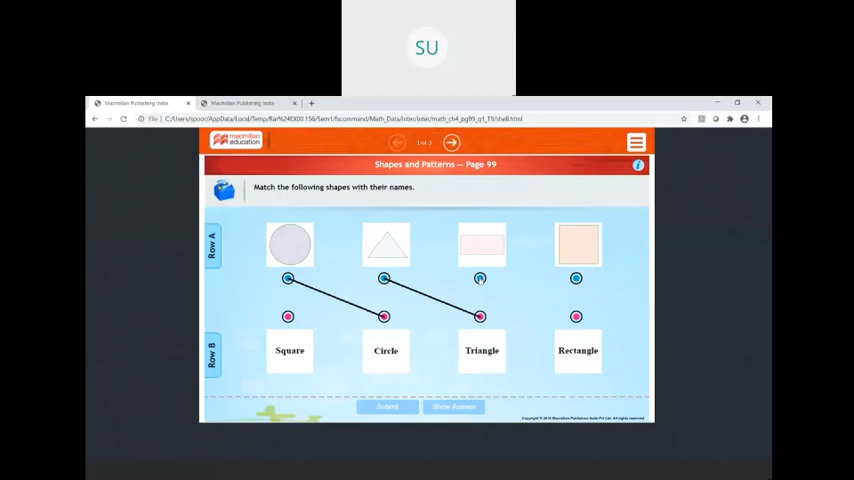 SU
Macmillan Publishing India
Macmillan Publishing India
File | C:/Users/spoor/AppData/Local/Temp/Rar%24EX00.156/Sem1/fscommand/Math_Data/inter/inter/math_ch4_pg99_q1_T9/shell.html
macmillan
education
1 of 3
Shapes and Patterns — Page 99
i
Match the following shapes with their names.
Row A
Row B
Square
Circle
Triangle
Rectangle
Submit
Show Answer